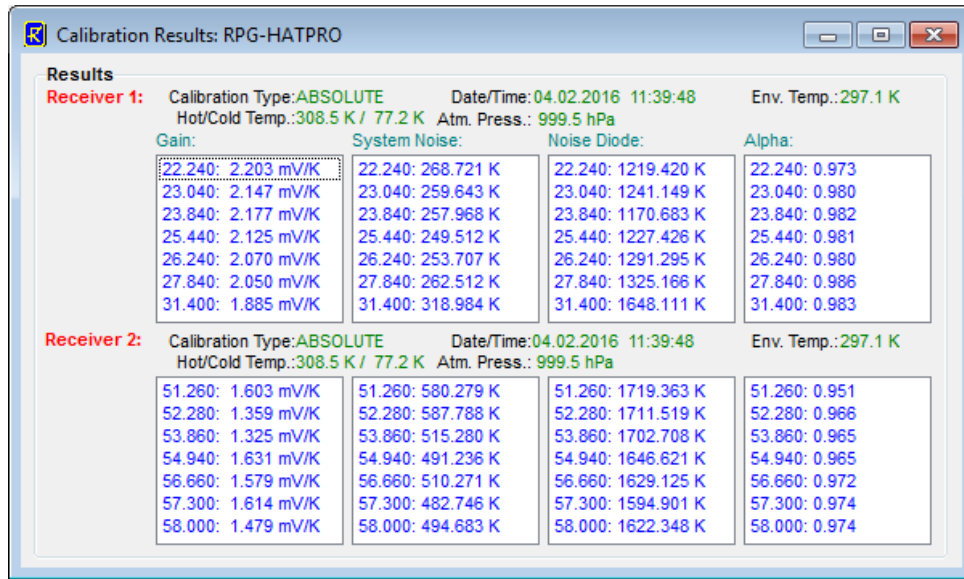 Calibration Results: RPG-HATPRO
Results
Receiver 1: Calibration Type:ABSOLUTE Date/Time:04.02.2016 11:39:48 Env. Temp.:297.1 K
Hot/Cold Temp.:308.5 K / 77.2 K Atm. Press.: 999.5 hPa
Gain: System Noise: Noise Diode: Alpha:
22.240: 2.203 mV/K 22.240: 268.721 K 22.240: 1219.420 K 22.240: 0.973
23.040: 2.147 mV/K 23.040: 259.643 K 23.040: 1241.149 K 23.040: 0.980
23.840: 2.177 mV/K 23.840: 257.968 K 23.840: 1170.683 K 23.840: 0.982
25.440: 2.125 mV/K 25.440: 249.512 K 25.440: 1227.426 K 25.440: 0.981
26.240: 2.070 mV/K 26.240: 253.707 K 26.240: 1291.295 K 26.240: 0.980
27.840: 2.050 mV/K 27.840: 262.512 K 27.840: 1325.166 K 27.840: 0.986
31.400: 1.885 mV/K 31.400: 318.984 K 31.400: 1648.111 K 31.400: 0.983
Receiver 2: Calibration Type:ABSOLUTE Date/Time:04.02.2016 11:39:48 Env. Temp.:297.1 K
Hot/Cold Temp.:308.5 K / 77.2 K Atm. Press.: 999.5 hPa
51.260: 1.603 mV/K 51.260: 580.279 K 51.260: 1719.363 K 51.260: 0.951
52.280: 1.359 mV/K 52.280: 587.788 K 52.280: 1711.519 K 52.280: 0.966
53.860: 1.325 mV/K 53.860: 515.280 K 53.860: 1702.708 K 53.860: 0.965
54.940: 1.631 mV/K 54.940: 491.236 K 54.940: 1646.621 K 54.940: 0.965
56.660: 1.579 mV/K 56.660: 510.271 K 56.660: 1629.125 K 56.660: 0.972
57.300: 1.614 mV/K 57.300: 482.746 K 57.300: 1594.901 K 57.300: 0.974
58.000: 1.479 mV/K 58.000: 494.683 K 58.000: 1622.348 K 58.000: 0.974